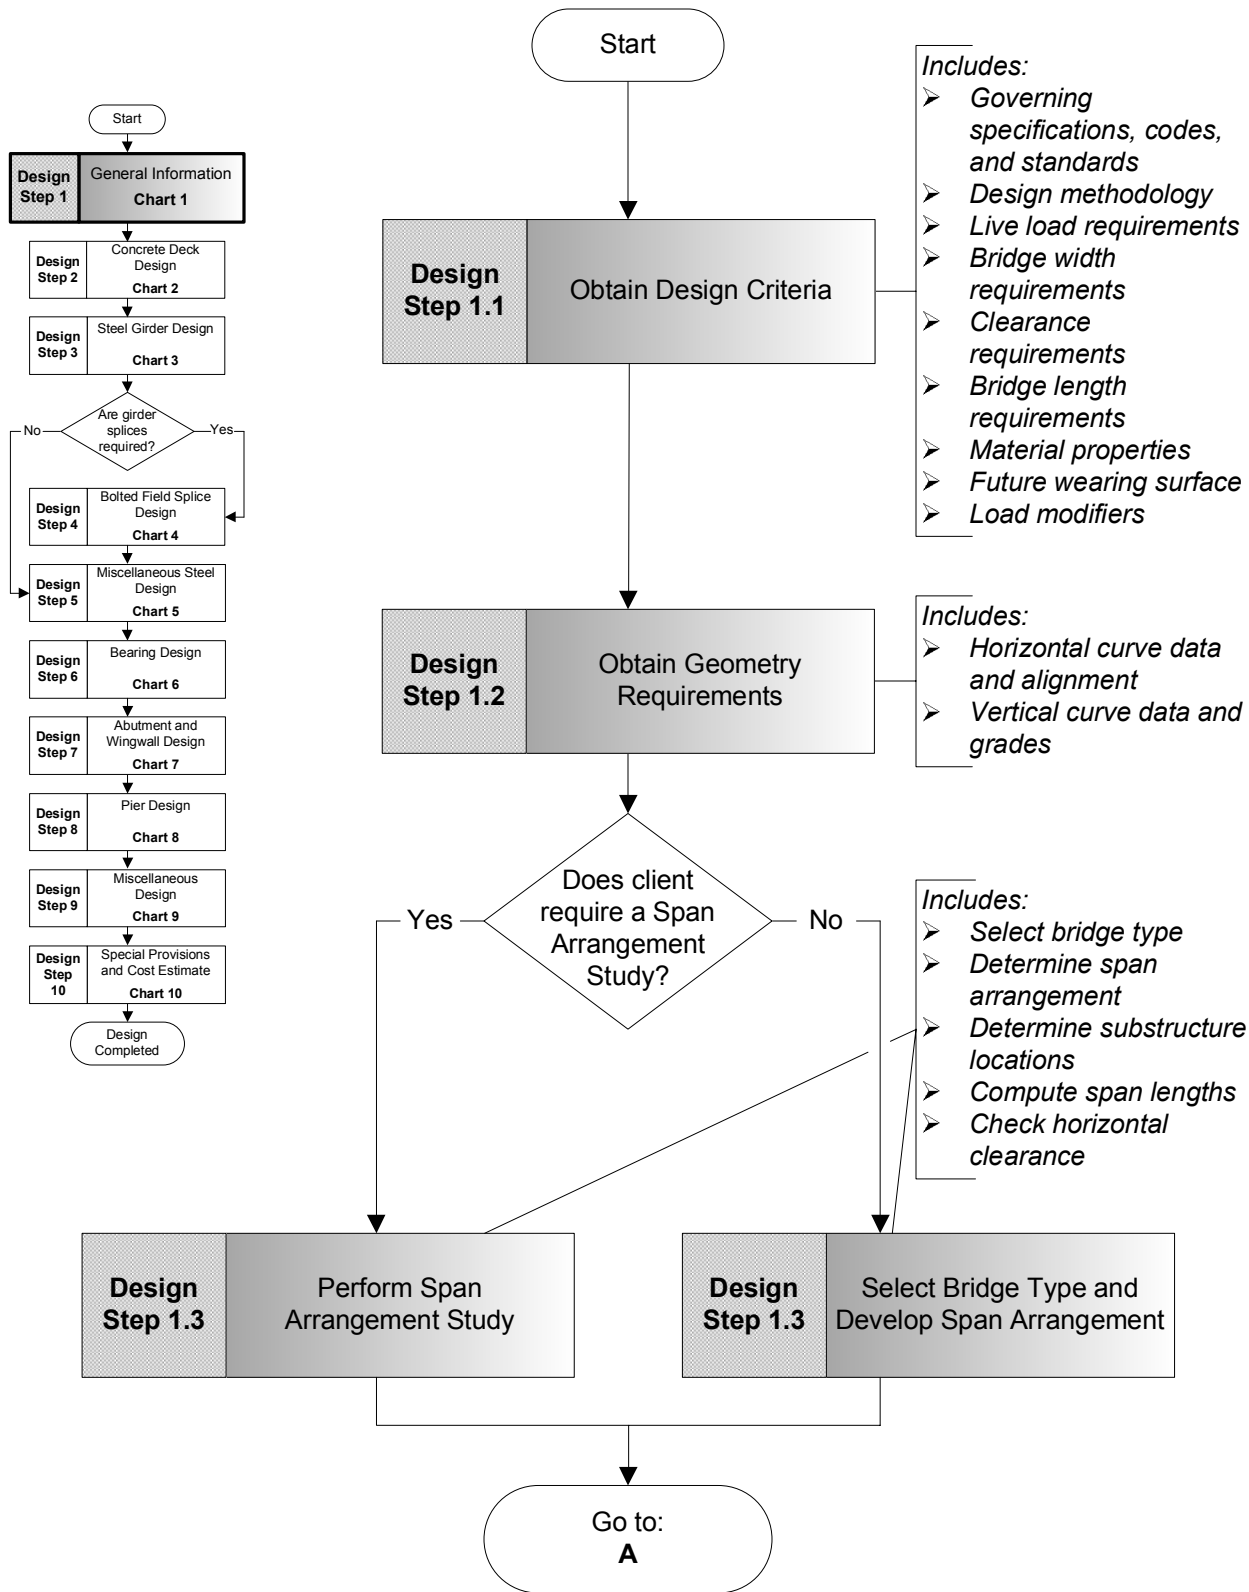 Start
General Information
Chart 1
Design
Step 1
Concrete Deck
Design
Chart 2
Design
Step 2
Steel Girder Design
Chart 3
Design
Step 3
Are girder
splices
required?
No
Yes
Bolted Field Splice
Design
Chart 4
Design
Step 4
Miscellaneous Steel
Design
Chart 5
Design
Step 5
Bearing Design
Chart 6
Design
Step 6
Abutment and
Wingwall Design
Chart 7
Design
Step 7
Pier Design
Chart 8
Design
Step 8
Miscellaneous
Design
Chart 9
Design
Step 9
Special Provisions
and Cost Estimate
Chart 10
Design
Step
10
Design
Completed
Start
Design
Step 1.1
Obtain Design Criteria
Includes:
➢ Governing
specifications, codes,
and standards
➢ Design methodology
➢ Live load requirements
➢ Bridge width
requirements
➢ Clearance
requirements
➢ Bridge length
requirements
➢ Material properties
➢ Future wearing surface
➢ Load modifiers
Design
Step 1.2
Obtain Geometry
Requirements
Includes:
➢ Horizontal curve data
and alignment
➢ Vertical curve data and
grades
Does client
require a Span
Arrangement
Study?
Yes
No
Includes:
➢ Select bridge type
➢ Determine span
arrangement
➢ Determine substructure
locations
➢ Compute span lengths
➢ Check horizontal
clearance
Design
Step 1.3
Perform Span
Arrangement Study
Design
Step 1.3
Select Bridge Type and
Develop Span Arrangement
Go to:
A